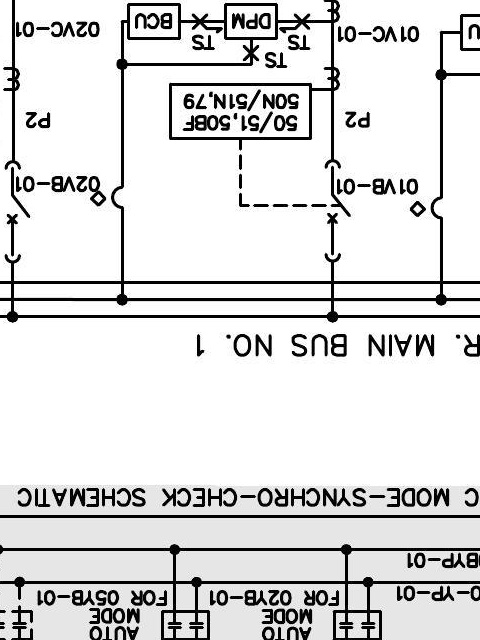 AUTO
MODE
FOR 02YB-01
AUTO
MODE
FOR 05YB-01
O-YP-01
BYP-01
C MODE-SYNCHRO-CHECK SCHEMATIC
R. MAIN BUS NO. 1
01VB-01
02VB-01
P2
50/51,50BF
50N/51N,79
P2
TS
TS
TS
01VC-01
DPM
BCU
02VC-01
U